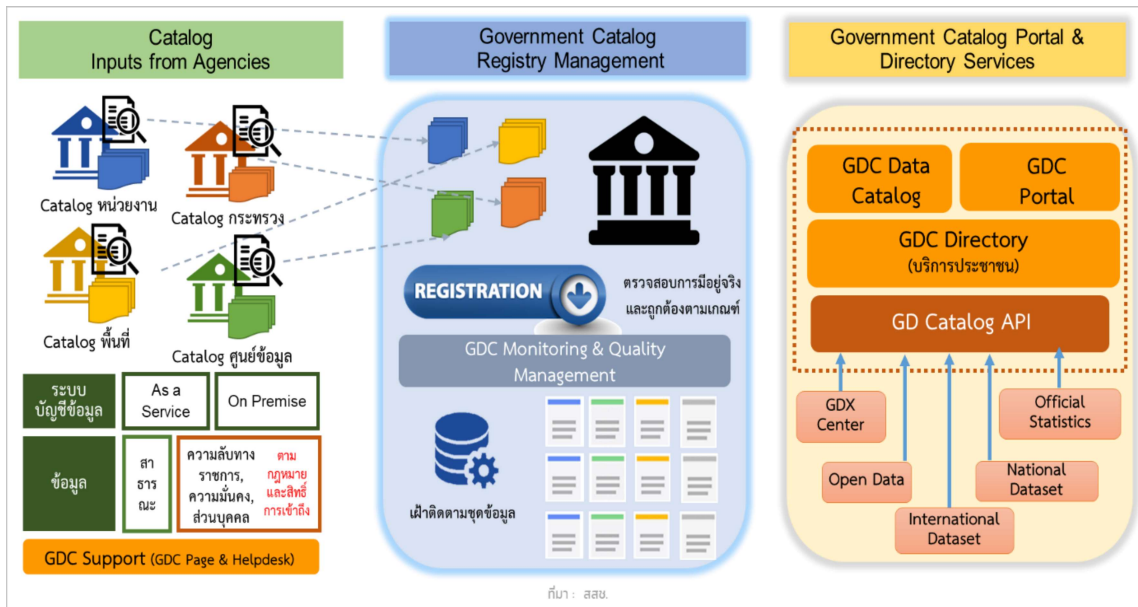 Catalog
Inputs from Agencies
Catalog หน่วยงาน
Catalog กระทรวง
Catalog พื้นที่
Catalog ศูนย์ข้อมูล
ระบบ
บัญชีข้อมูล
As a
Service
On Premise
ข้อมูล
สา
ธาร
ณะ
ความลับทาง
ราชการ,
ความมั่นคง,
ส่วนบุคคล
ตาม
กฎหมาย
และสิทธิ์
การเข้าถึง
GDC Support (GDC Page & Helpdesk)
Government Catalog
Registry Management
REGISTRATION
ตรวจสอบการมีอยู่จริง
และถูกต้องตามเกณฑ์
GDC Monitoring & Quality
Management
เฝ้าติดตามชุดข้อมูล
Government Catalog Portal &
Directory Services
GDC Data
Catalog
GDC
Portal
GDC Directory
(บริการประชาชน)
GD Catalog API
GDX
Center
Official
Statistics
Open Data
National
Dataset
International
Dataset
ที่มา : สสช.